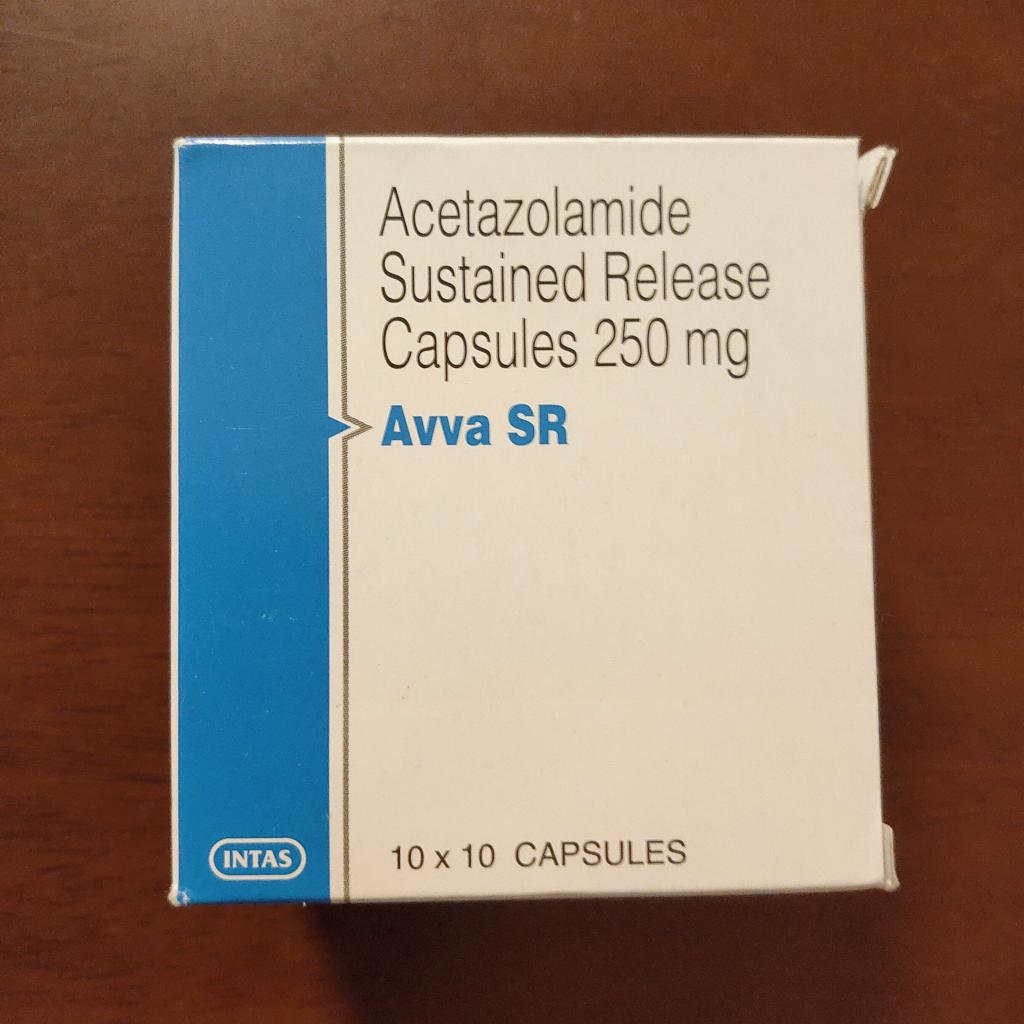 Acetazolamide
Sustained Release
Capsules 250 mg
Avva SR
INTAS
10 x 10 CAPSULES